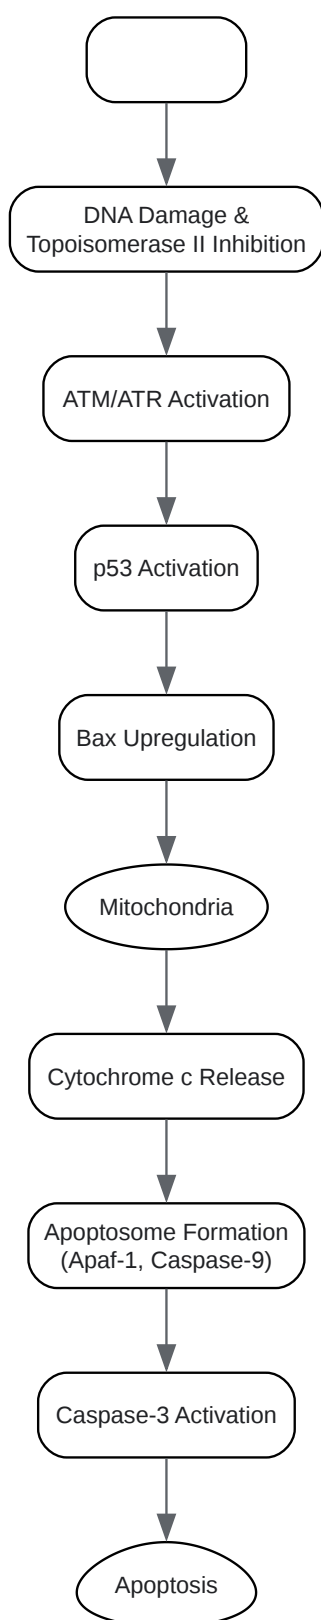 DNA Damage &
Topoisomerase II Inhibition
ATM/ATR Activation
p53 Activation
Bax Upregulation
Mitochondria
Cytochrome c Release
Apoptosome Formation
(Apaf-1, Caspase-9)
Caspase-3 Activation
Apoptosis